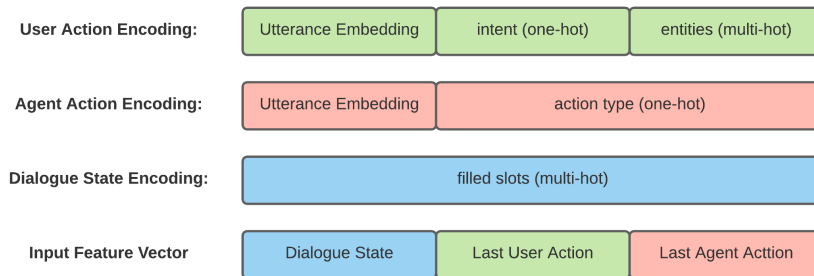 User Action Encoding: Utterance Embedding intent (one-hot) entities (multi-hot)
Agent Action Encoding: Utterance Embedding action type (one-hot)
Dialogue State Encoding: filled slots (multi-hot)
Input Feature Vector Dialogue State Last User Action Last Agent Acttion